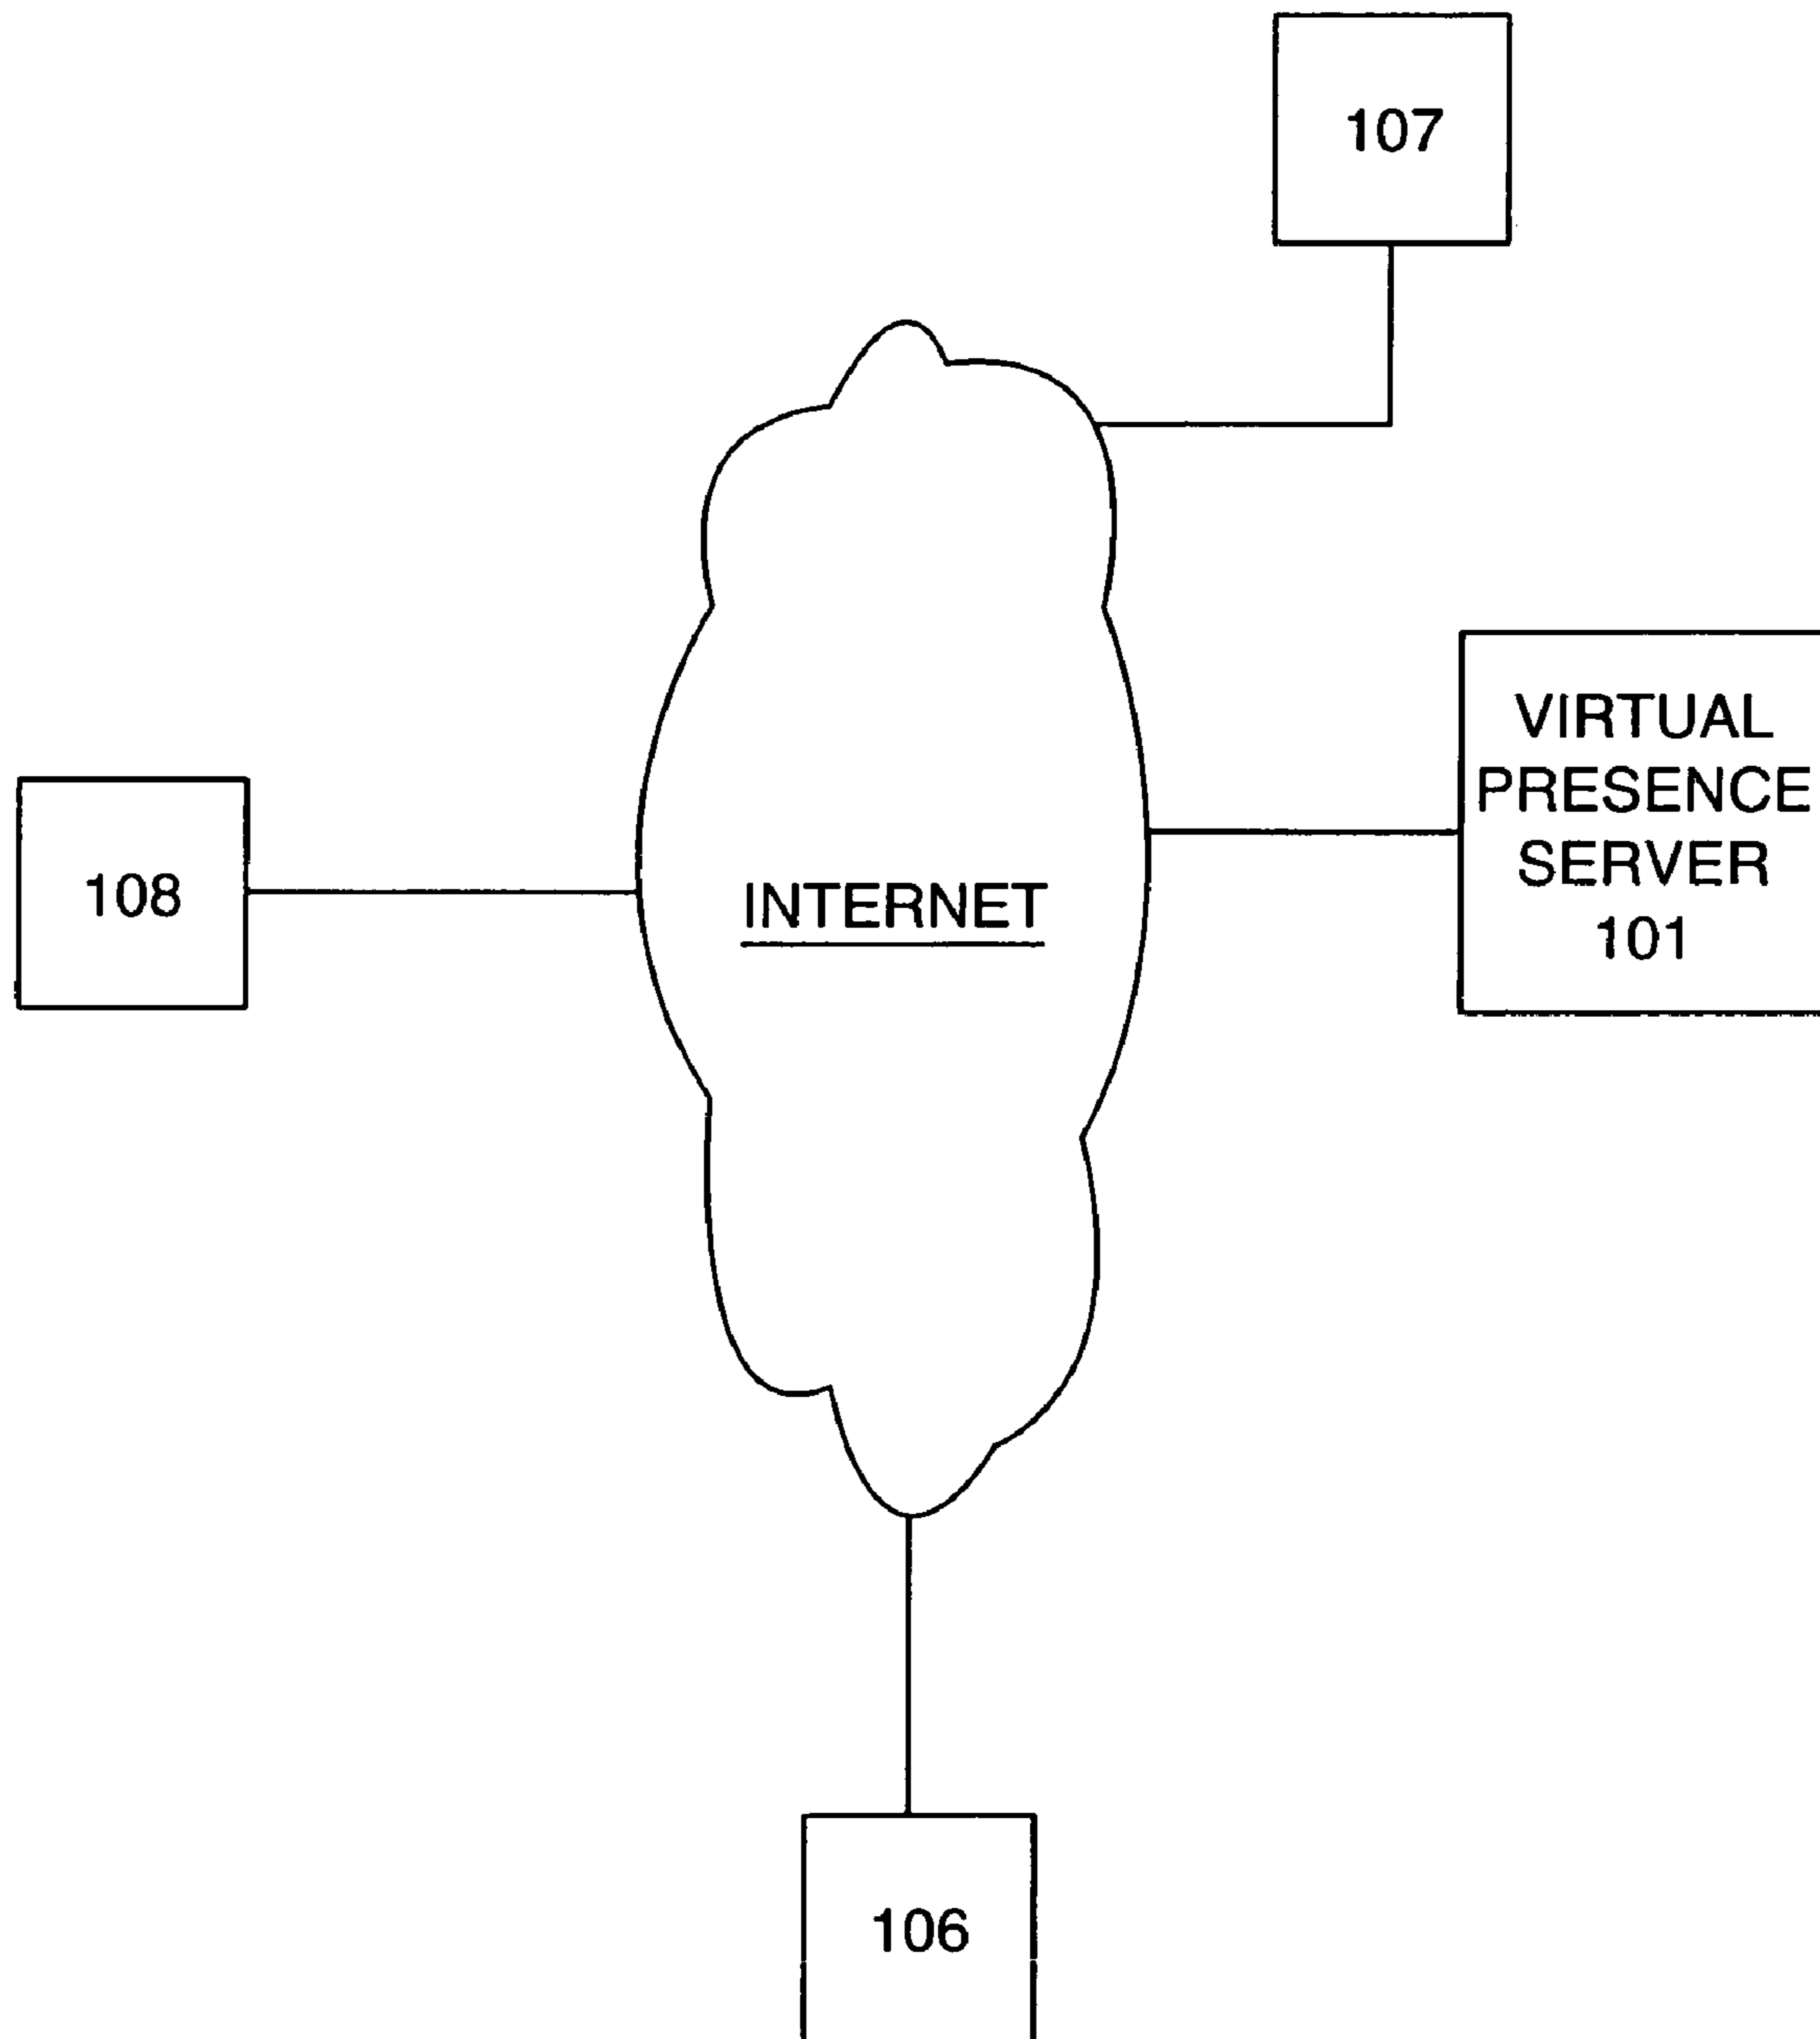 107
VIRTUAL
PRESENCE
SERVER
101
108
INTERNET
106